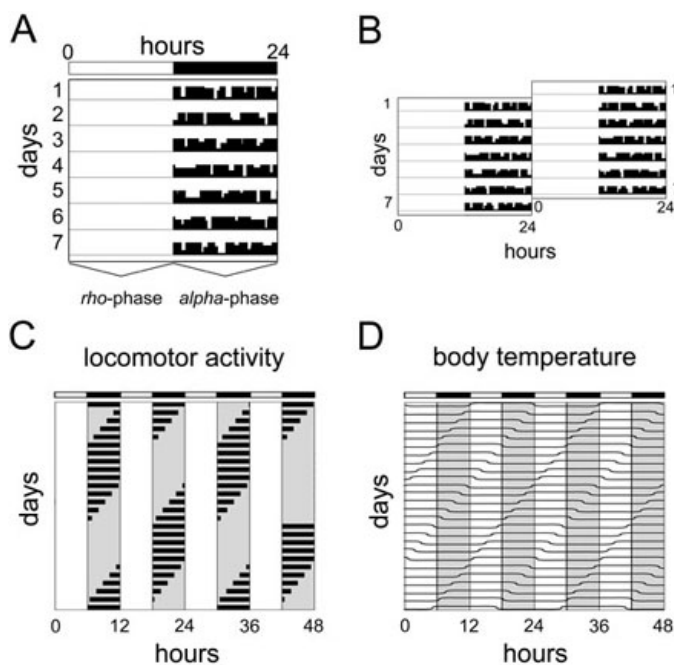 A
hours
0 24
days
1
2
3
4
5
6
7
rho-phase alpha-phase
B
1
days
7
0 24
0 24
hours
C
locomotor activity
days
0 12 24 36 48
hours
D
body temperature
days
0 12 24 36 48
hours